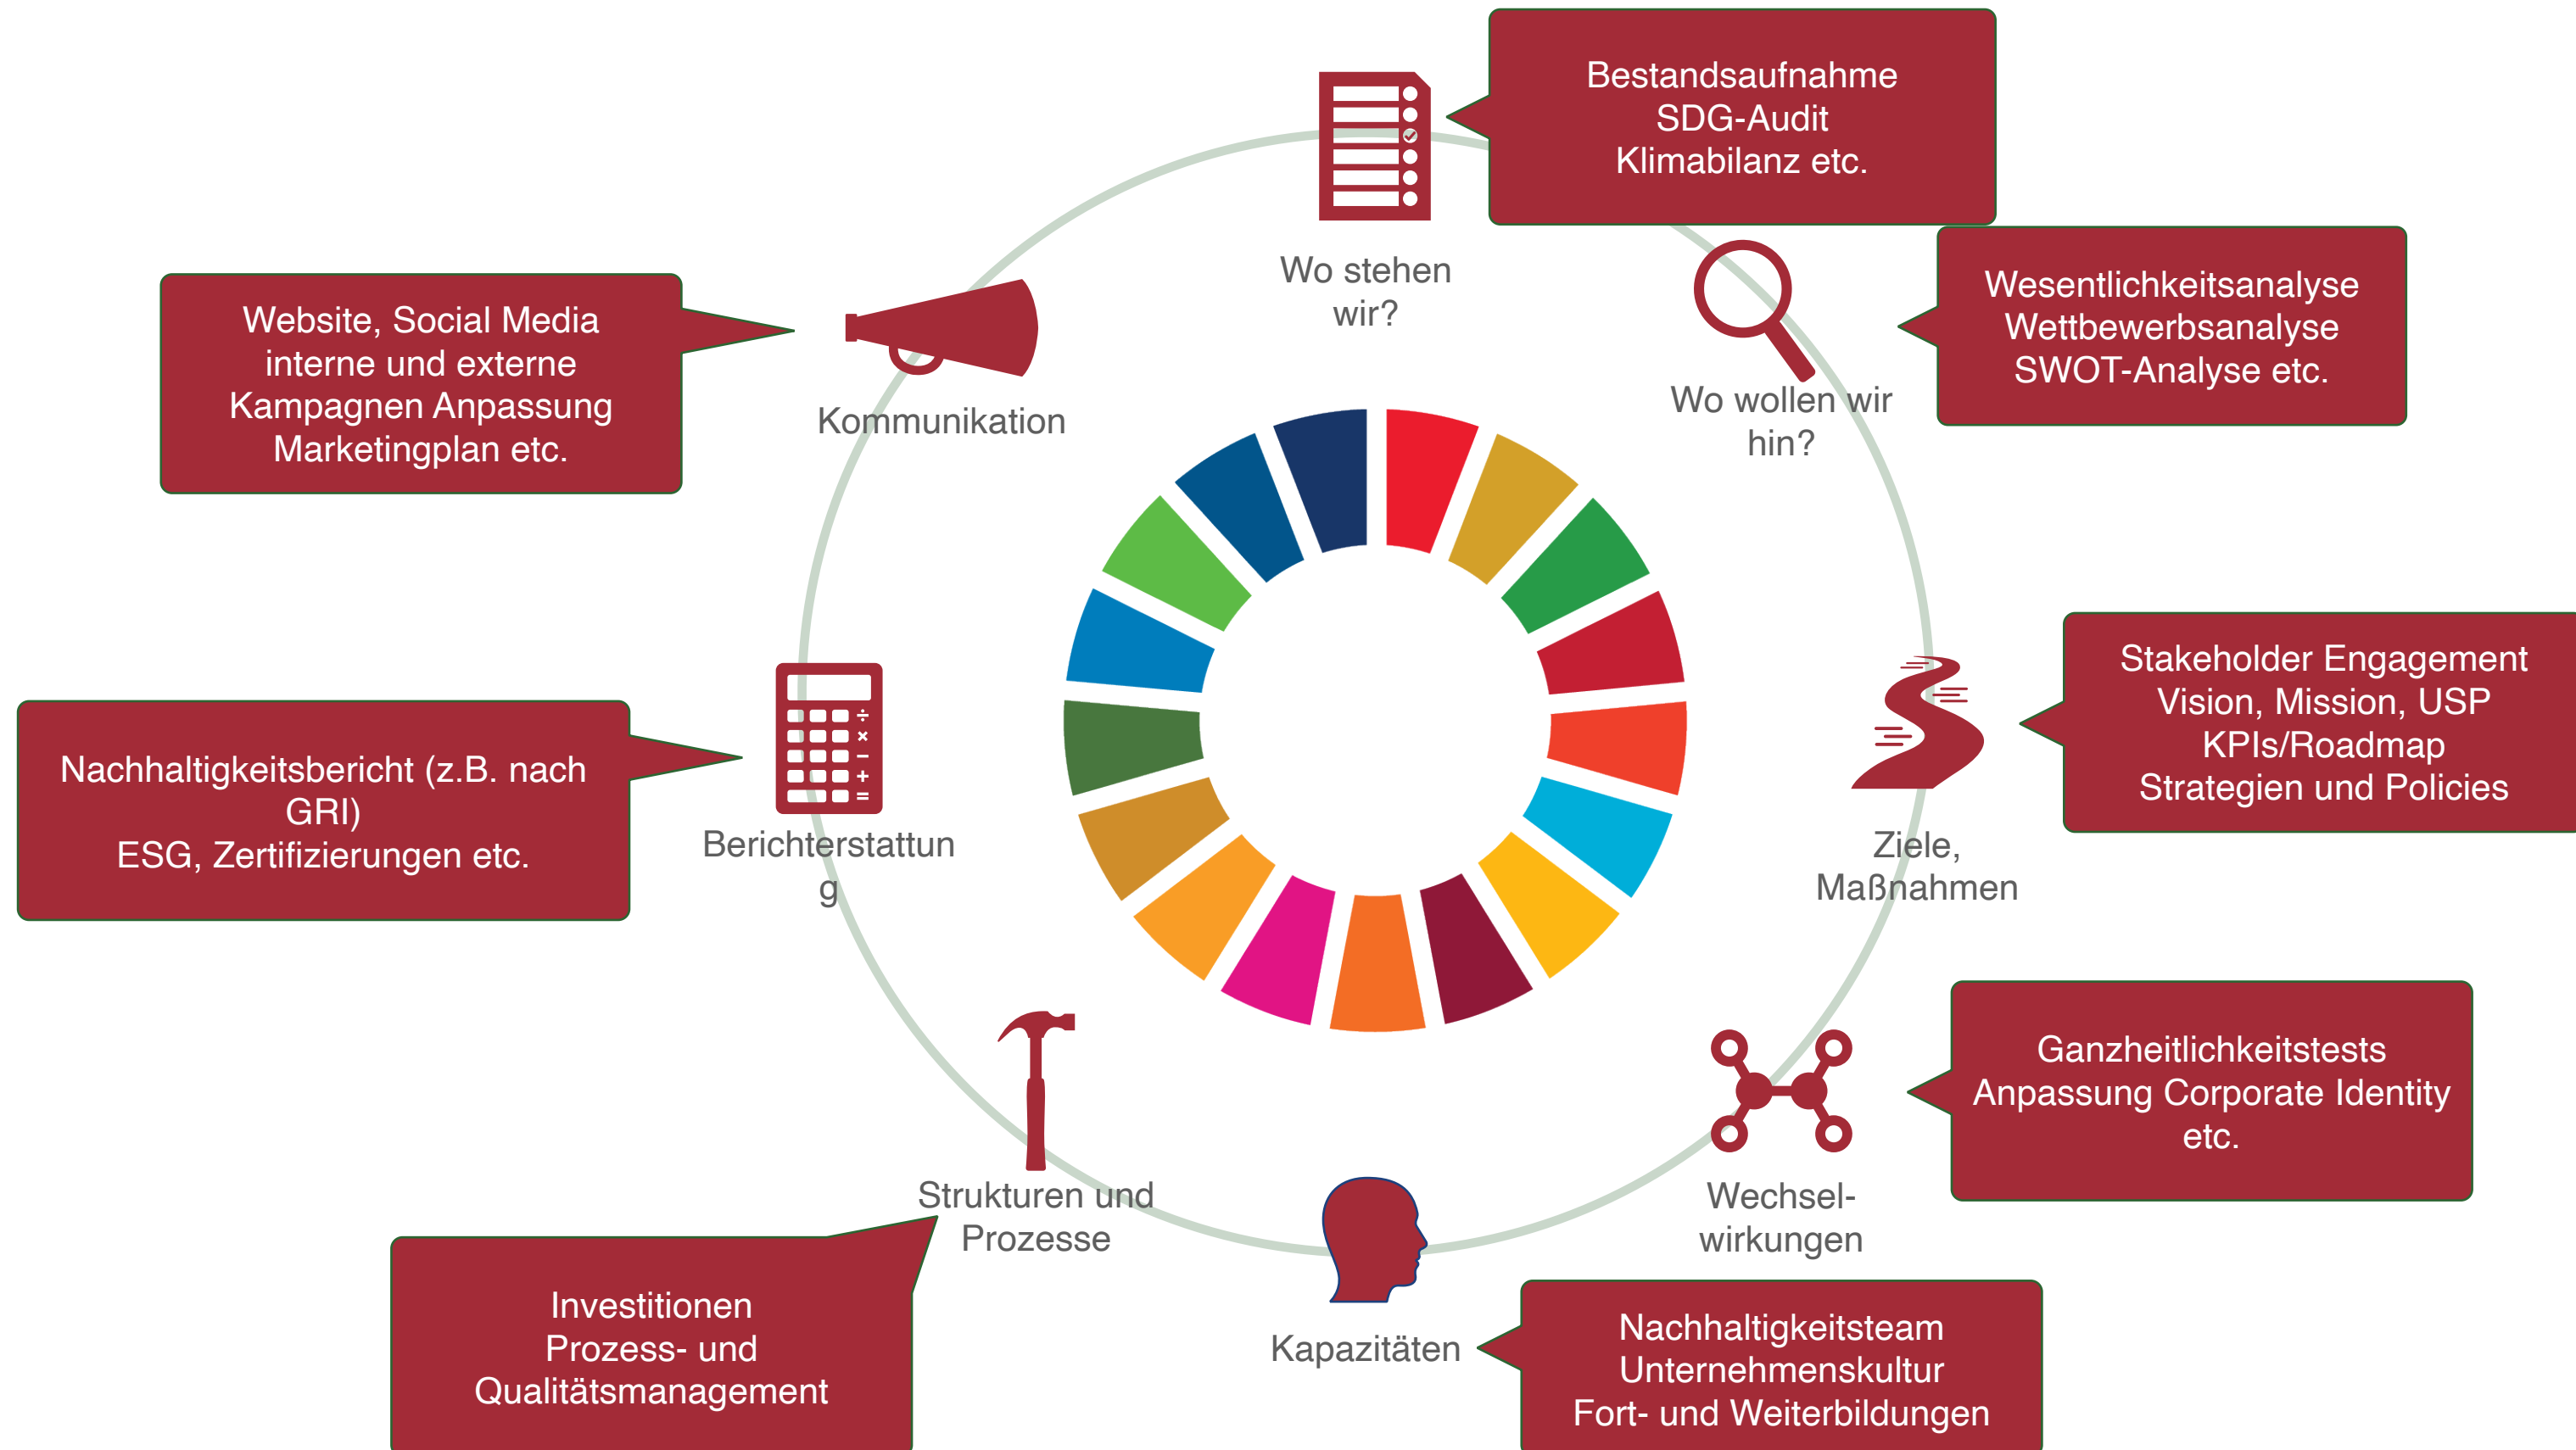 Bestandsaufnahme
SDG-Audit
Klimabilanz etc.
Wo stehen
wir?
Wesentlichkeitsanalyse
Wettbewerbsanalyse
SWOT-Analyse etc.
Wo wollen wir
hin?
Stakeholder Engagement
Vision, Mission, USP
KPIs/Roadmap
Strategien und Policies
Ziele,
Maßnahmen
Ganzheitlichkeitstests
Anpassung Corporate Identity
etc.
Wechsel-
wirkungen
Nachhaltigkeitsteam
Unternehmenskultur
Fort- und Weiterbildungen
Kapazitäten
Strukturen und
Prozesse
Investitionen
Prozess- und
Qualitätsmanagement
Nachhaltigkeitsbericht (z.B. nach
GRI)
ESG, Zertifizierungen etc.
Berichterstattun
g
Website, Social Media
interne und externe
Kampagnen Anpassung
Marketingplan etc.
Kommunikation